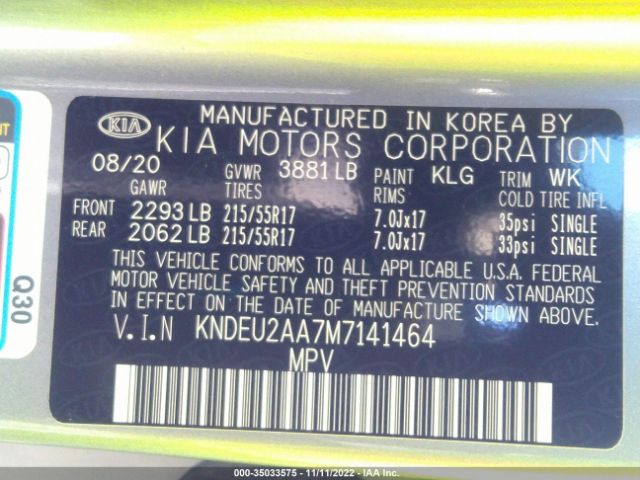 MANUFACTURED IN KOREA BY
KIA KIA MOTORS CORPORATION
08/20 GVWR 3881 LB PAINT KLG TRIM WK
GAWR TIRES RIMS COLD TIRE INFL
FRONT 2293 LB 215/55R17 7.0Jx17 35psi SINGLE
REAR 2062 LB 215/55R17 7.0Jx17 33psi SINGLE
THIS VEHICLE CONFORMS TO ALL APPLICABLE U.S.A. FEDERAL
MOTOR VEHICLE SAFETY AND THEFT PREVENTION STANDARDS
IN EFFECT ON THE DATE OF MANUFACTURE SHOWN ABOVE.
V.I.N KNDEU2AA7M7141464
MPV
Q30
000-35033575 - 11/11/2022 - IAA Inc.